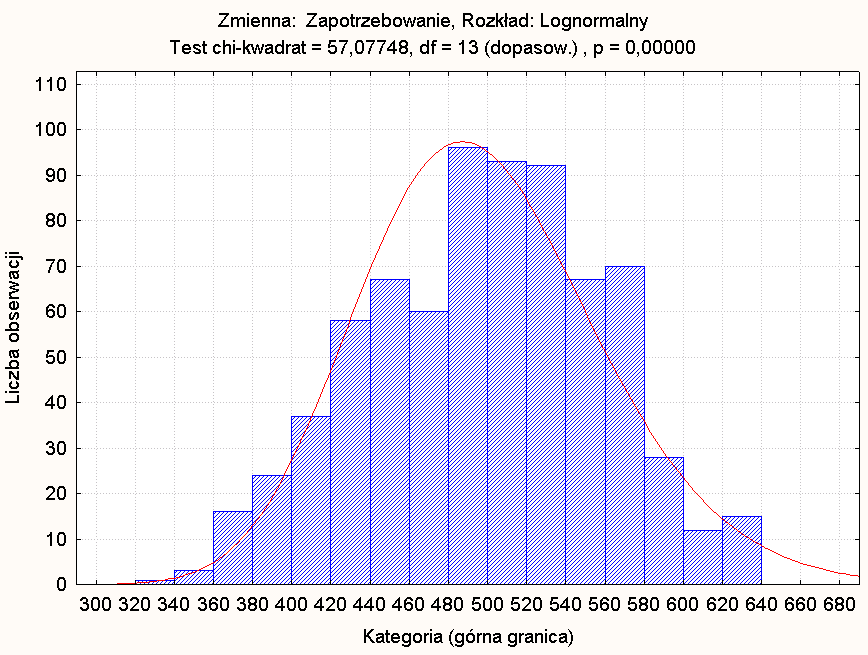 Zmienna:  Zapotrzebowanie, Rozkład: Lognormalny
Test chi-kwadrat = 57,07748, df = 13 (dopasow.) , p = 0,00000
110
100
90
80
70
60
50
40
30
20
10
0
Liczba obserwacji
300 320 340 360 380 400 420 440 460 480 500 520 540 560 580 600 620 640 660 680
Kategoria (górna granica)